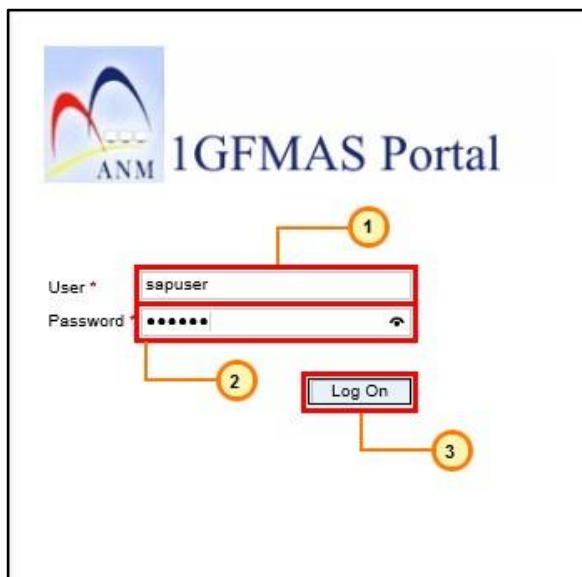 ANM
1GFMAS Portal
1
User *
sapuser
Password *
••••••
2
Log On
3